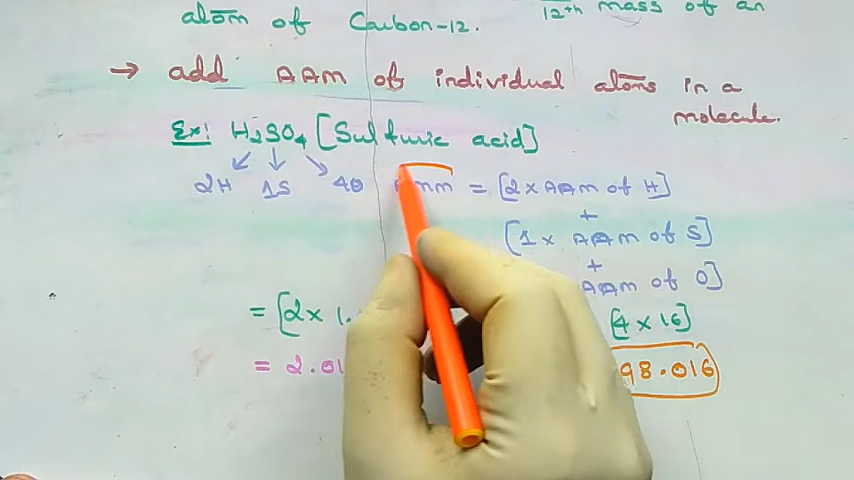 12th mass of an
atom of Carbon-12.
→ add AAM of individual atoms in a
molecule.
Ex: H₂SO₄ [Sulfuric acid]
2H 1S 4O = [2 x AAM of H]
+
[1 x AAM of S]
+
AAM of O]
= [2 x 1. [4 x 16]
= 2.01 98.016